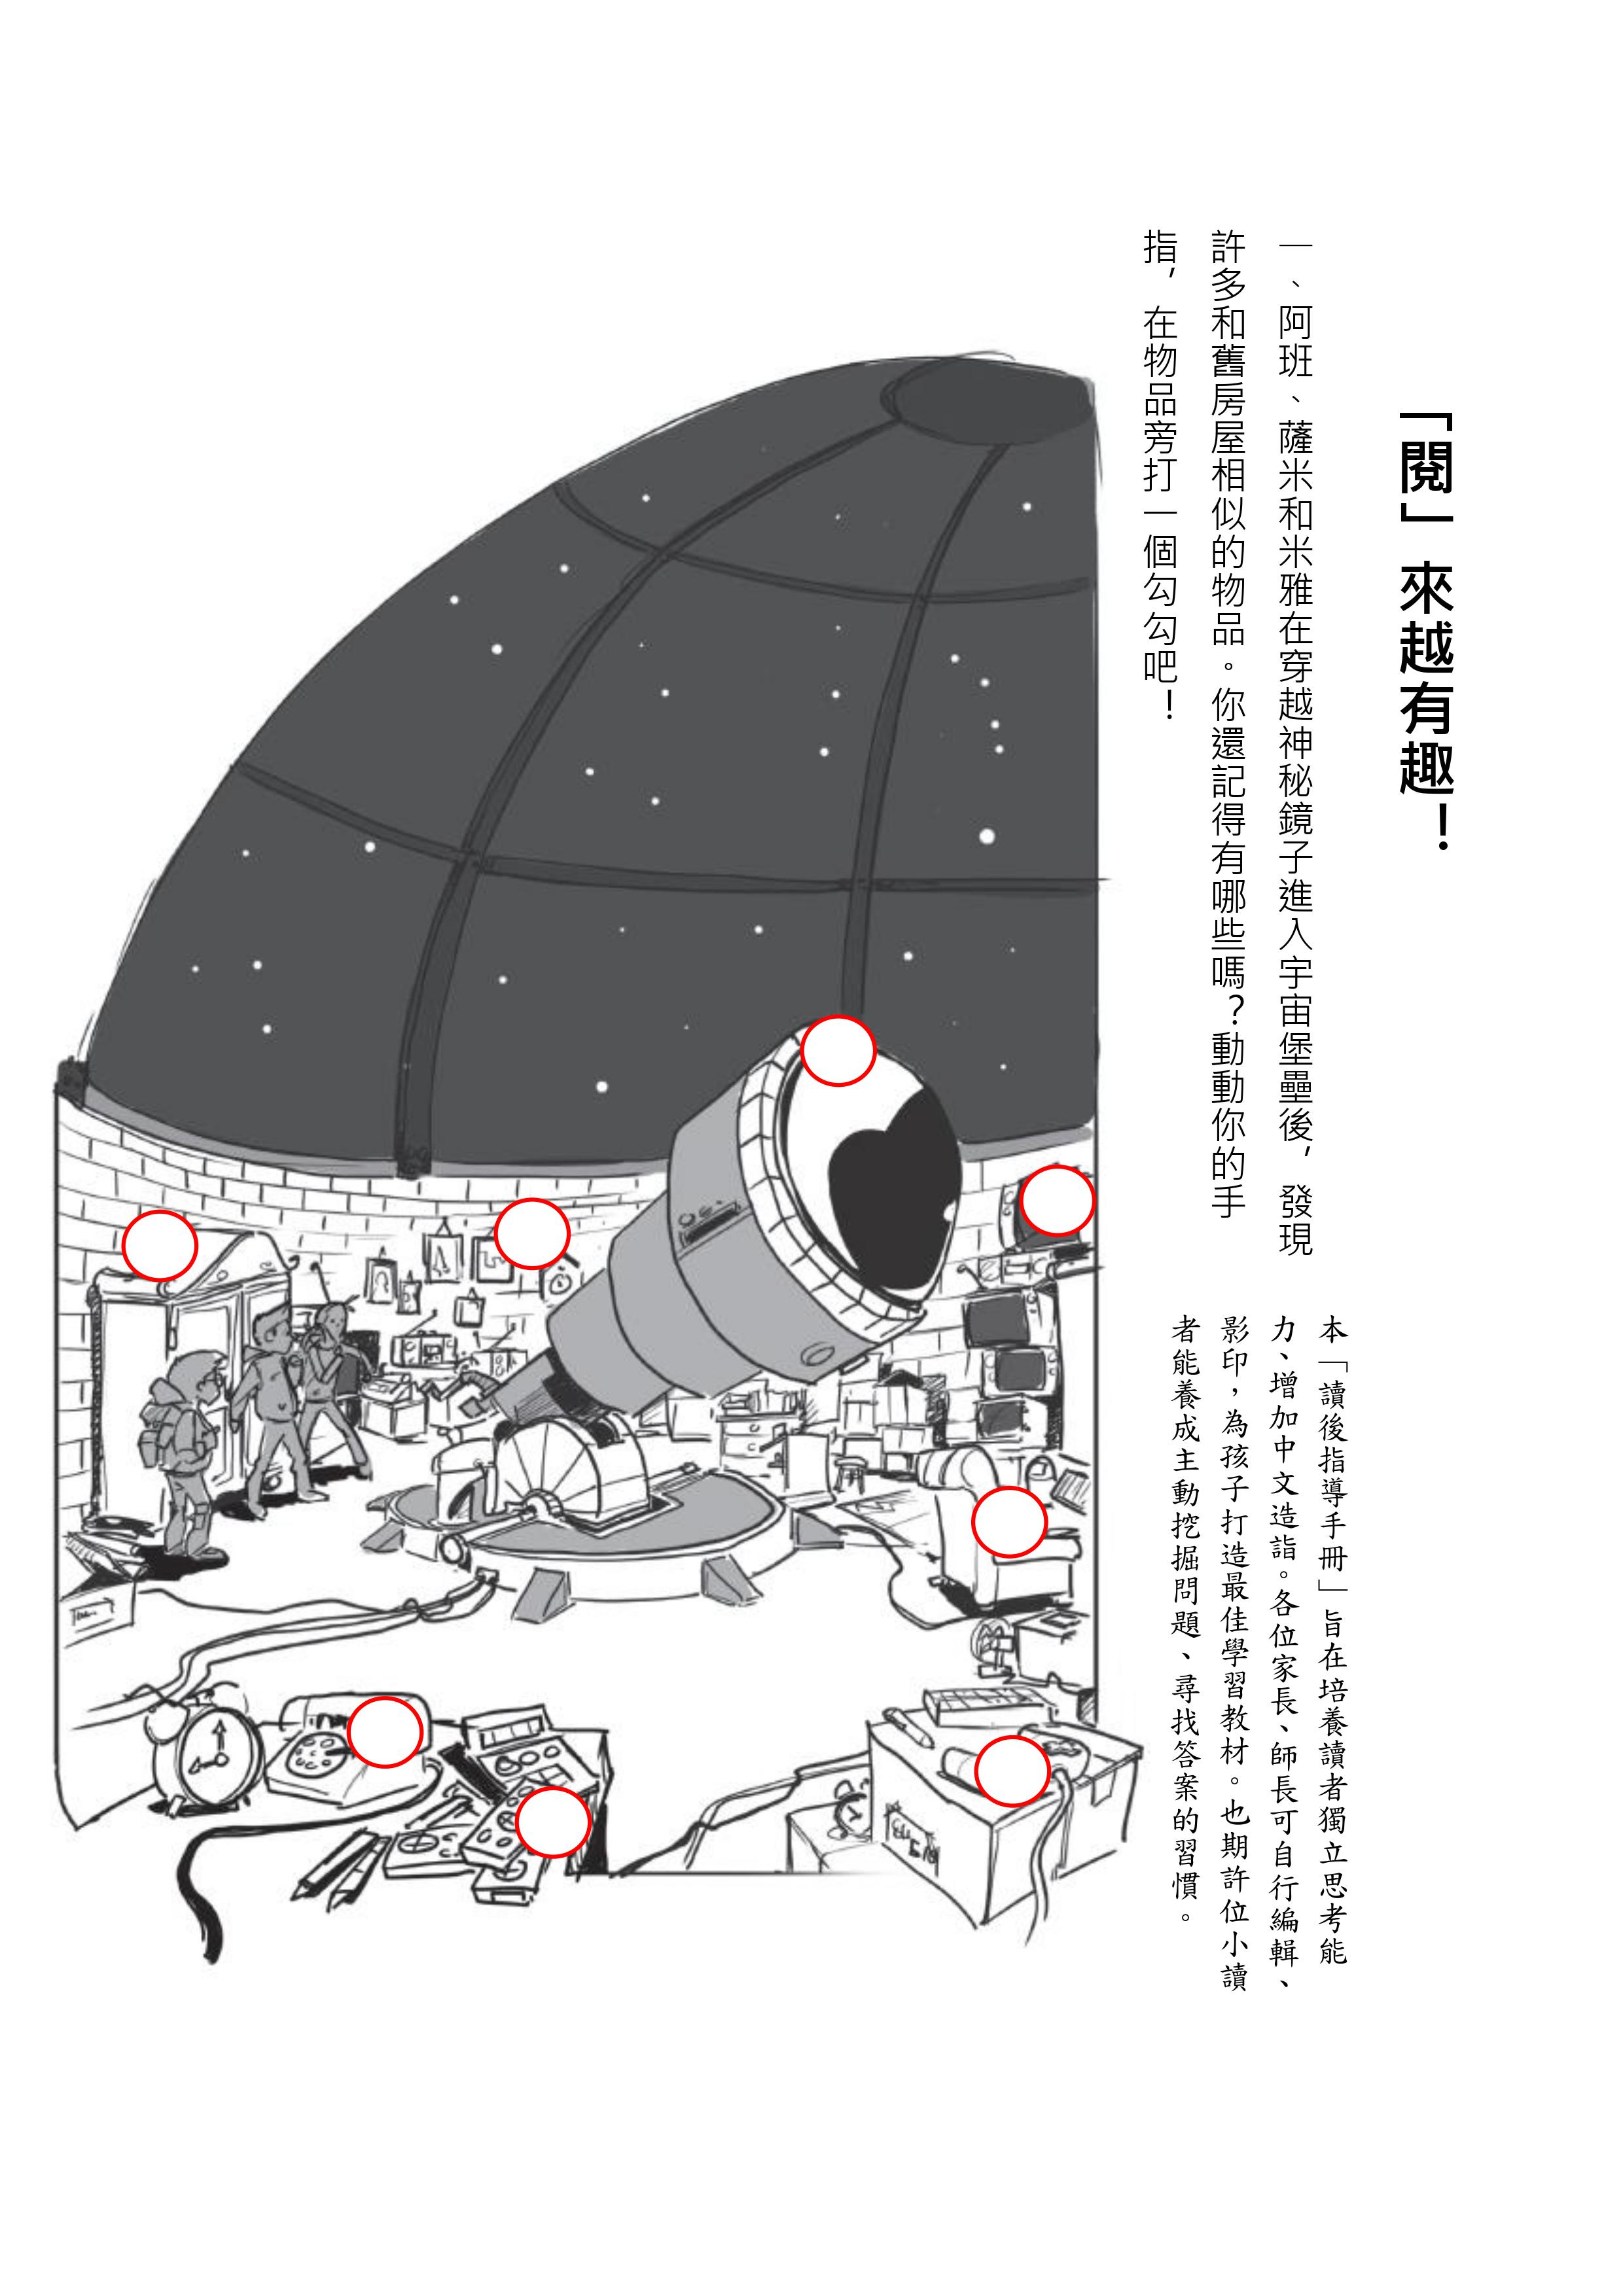 「閱」來越有趣！
一、阿班、薩米和米雅在穿越神秘鏡子進入宇宙堡壘後，發現
許多和舊房屋相似的物品。你還記得有哪些嗎？動動你的手
指，在物品旁打一個勾勾吧！
本「讀後指導手冊」旨在培養讀者獨立思考能
力、增加中文造詣。各位家長、師長可自行編輯、
影印，為孩子打造最佳學習教材。也期許位小讀
者能養成主動挖掘問題、尋找答案的習慣。